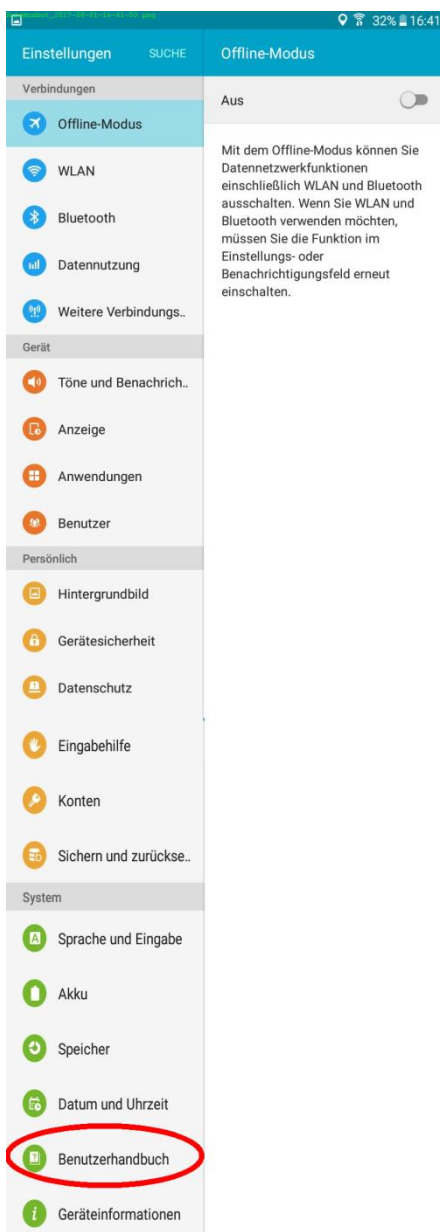 32% 16:41
Einstellungen SUCHE
Verbindungen
Offline-Modus
WLAN
Bluetooth
Datennutzung
Weitere Verbindungs..
Gerät
Töne und Benachrich..
Anzeige
Anwendungen
Benutzer
Persönlich
Hintergrundbild
Gerätesicherheit
Datenschutz
Eingabehilfe
Konten
Sichern und zurückse..
System
Sprache und Eingabe
Akku
Speicher
Datum und Uhrzeit
Benutzerhandbuch
Geräteinformationen
Offline-Modus
Aus
Mit dem Offline-Modus können Sie
Datennetzwerkfunktionen
einschließlich WLAN und Bluetooth
ausschalten. Wenn Sie WLAN und
Bluetooth verwenden möchten,
müssen Sie die Funktion im
Einstellungs- oder
Benachrichtigungsfeld erneut
einschalten.